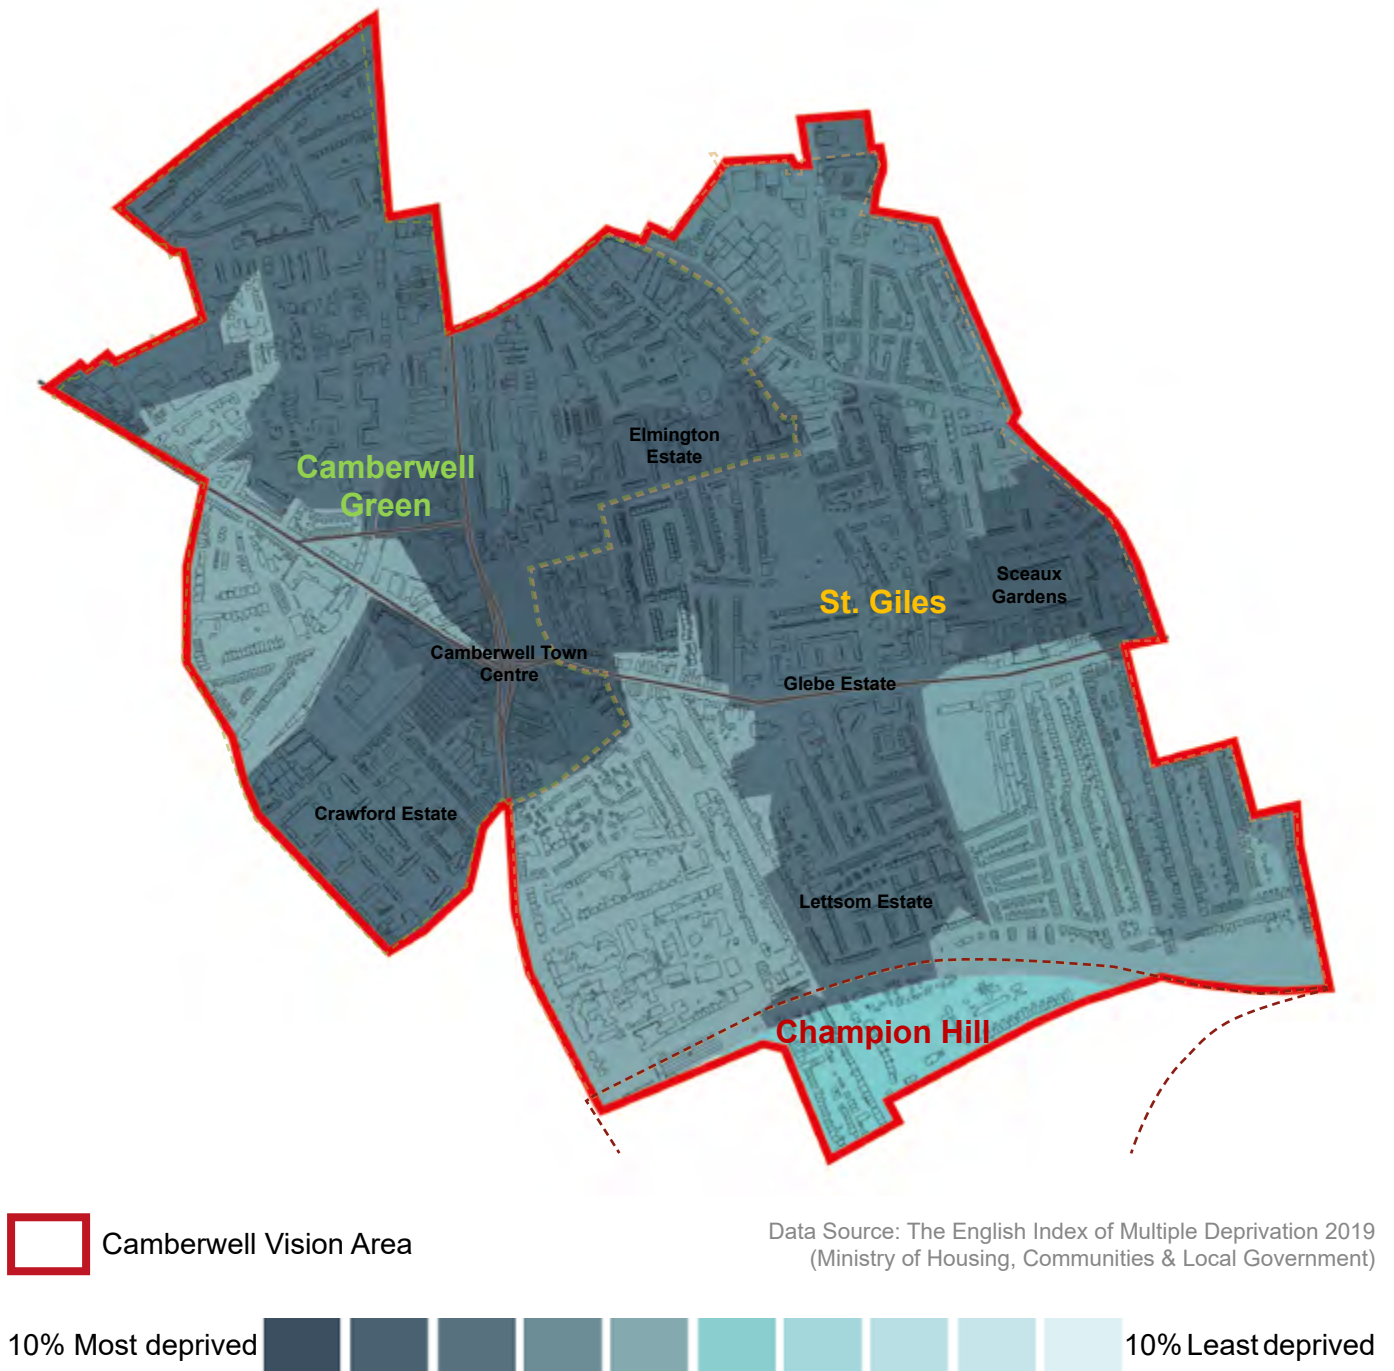 Elmington
Estate
Camberwell
Green
Sceaux
Gardens
St. Giles
Camberwell Town
Centre
Glebe Estate
Crawford Estate
Lettsom Estate
Champion Hill
Camberwell Vision Area
Data Source: The English Index of Multiple Deprivation 2019
(Ministry of Housing, Communities & Local Government)
10% Most deprived
10% Least deprived